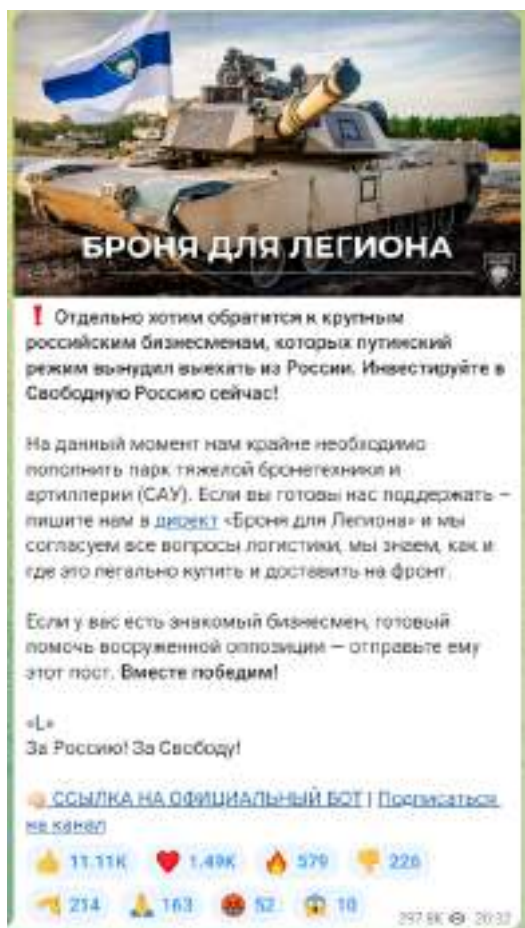 БРОНЯ ДЛЯ ЛЕГИОНА
❗ Отдельно хотим обратится к крупным
российским бизнесменам, которых путинский
режим вынудил выехать из России. Инвестируйте в
Свободную Россию сейчас!
На данный момент нам крайне необходимо
пополнить парк тяжелой бронетехники и
артиллерии (САУ). Если вы готовы нас поддержать –
пишите нам в директ «Броня для Легиона» и мы
согласуем все вопросы логистики, мы знаем, как и
где это легально купить и доставить на фронт.
Если у вас есть знакомый бизнесмен, готовый
помочь вооруженной оппозиции – отправьте ему
этот пост. Вместе победим!
«L»
За Россию! За Свободу!
ССЫЛКА НА ОФИЦИАЛЬНЫЙ БОТ | Подписаться
на канал
11.11K 1.49K 579 226
214 163 52 10
297.8K 20:32